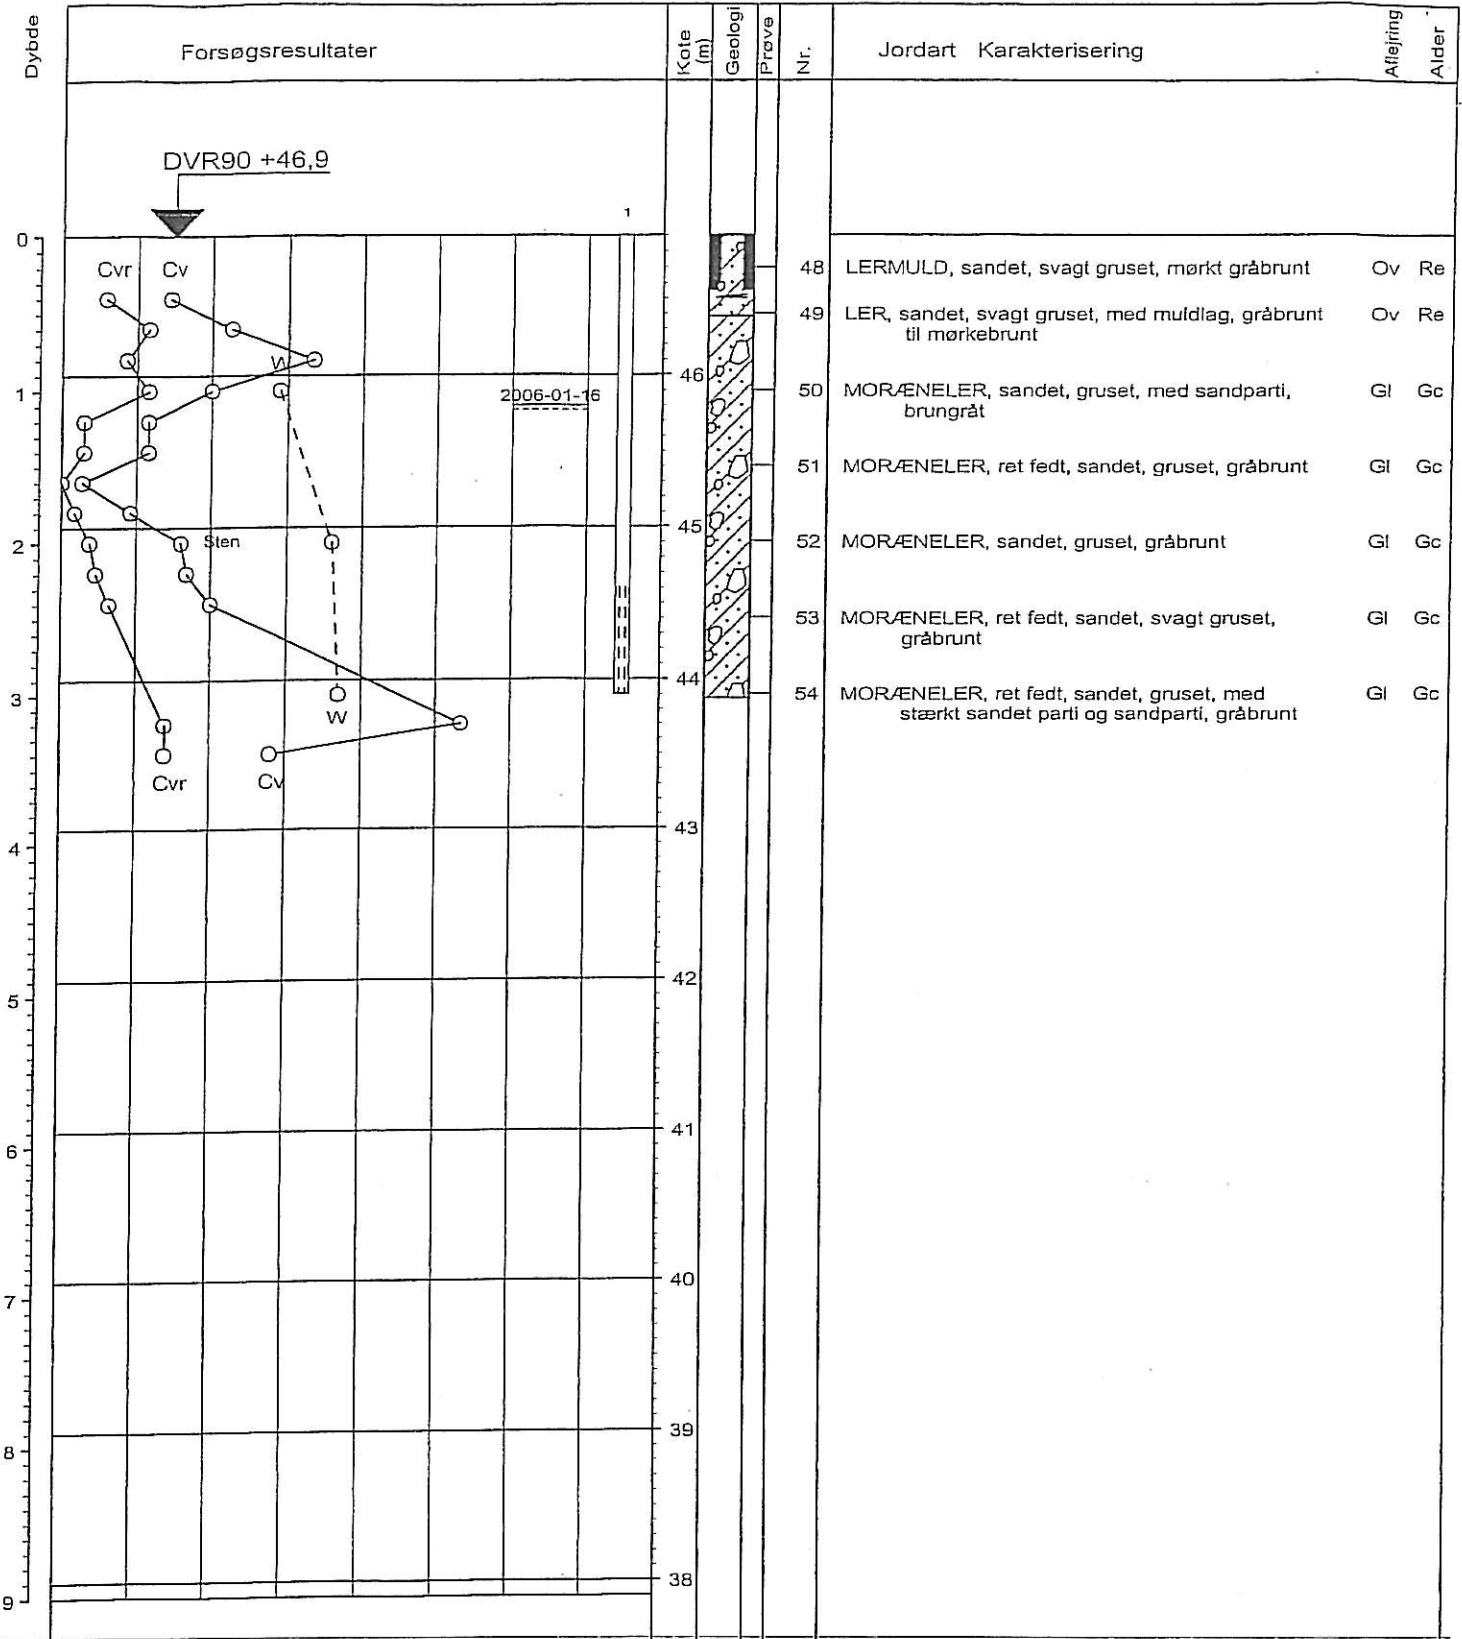 Dybde
Forsøgsresultater
Kote
(m)
Geologi
Prøve
Nr.
Jordart Karakterisering
Aflejring
Alder
DVR90 +46,9
1
0
Cvr Cv
48 LERMULD, sandet, svagt gruset, mørkt gråbrunt Ov Re
49 LER, sandet, svagt gruset, med muldlag, gråbrunt Ov Re
til mørkebrunt
W
46
1
2006-01-16
50 MORÆNELER, sandet, gruset, med sandparti, Gl Gc
brungråt
51 MORÆNELER, ret fedt, sandet, gruset, gråbrunt Gl Gc
45
2
Sten
52 MORÆNELER, sandet, gruset, gråbrunt Gl Gc
53 MORÆNELER, ret fedt, sandet, svagt gruset, Gl Gc
gråbrunt
44
3
54 MORÆNELER, ret fedt, sandet, gruset, med Gl Gc
stærkt sandet parti og sandparti, gråbrunt
W
Cvr Cv
43
4
42
5
41
6
40
7
39
8
38
9